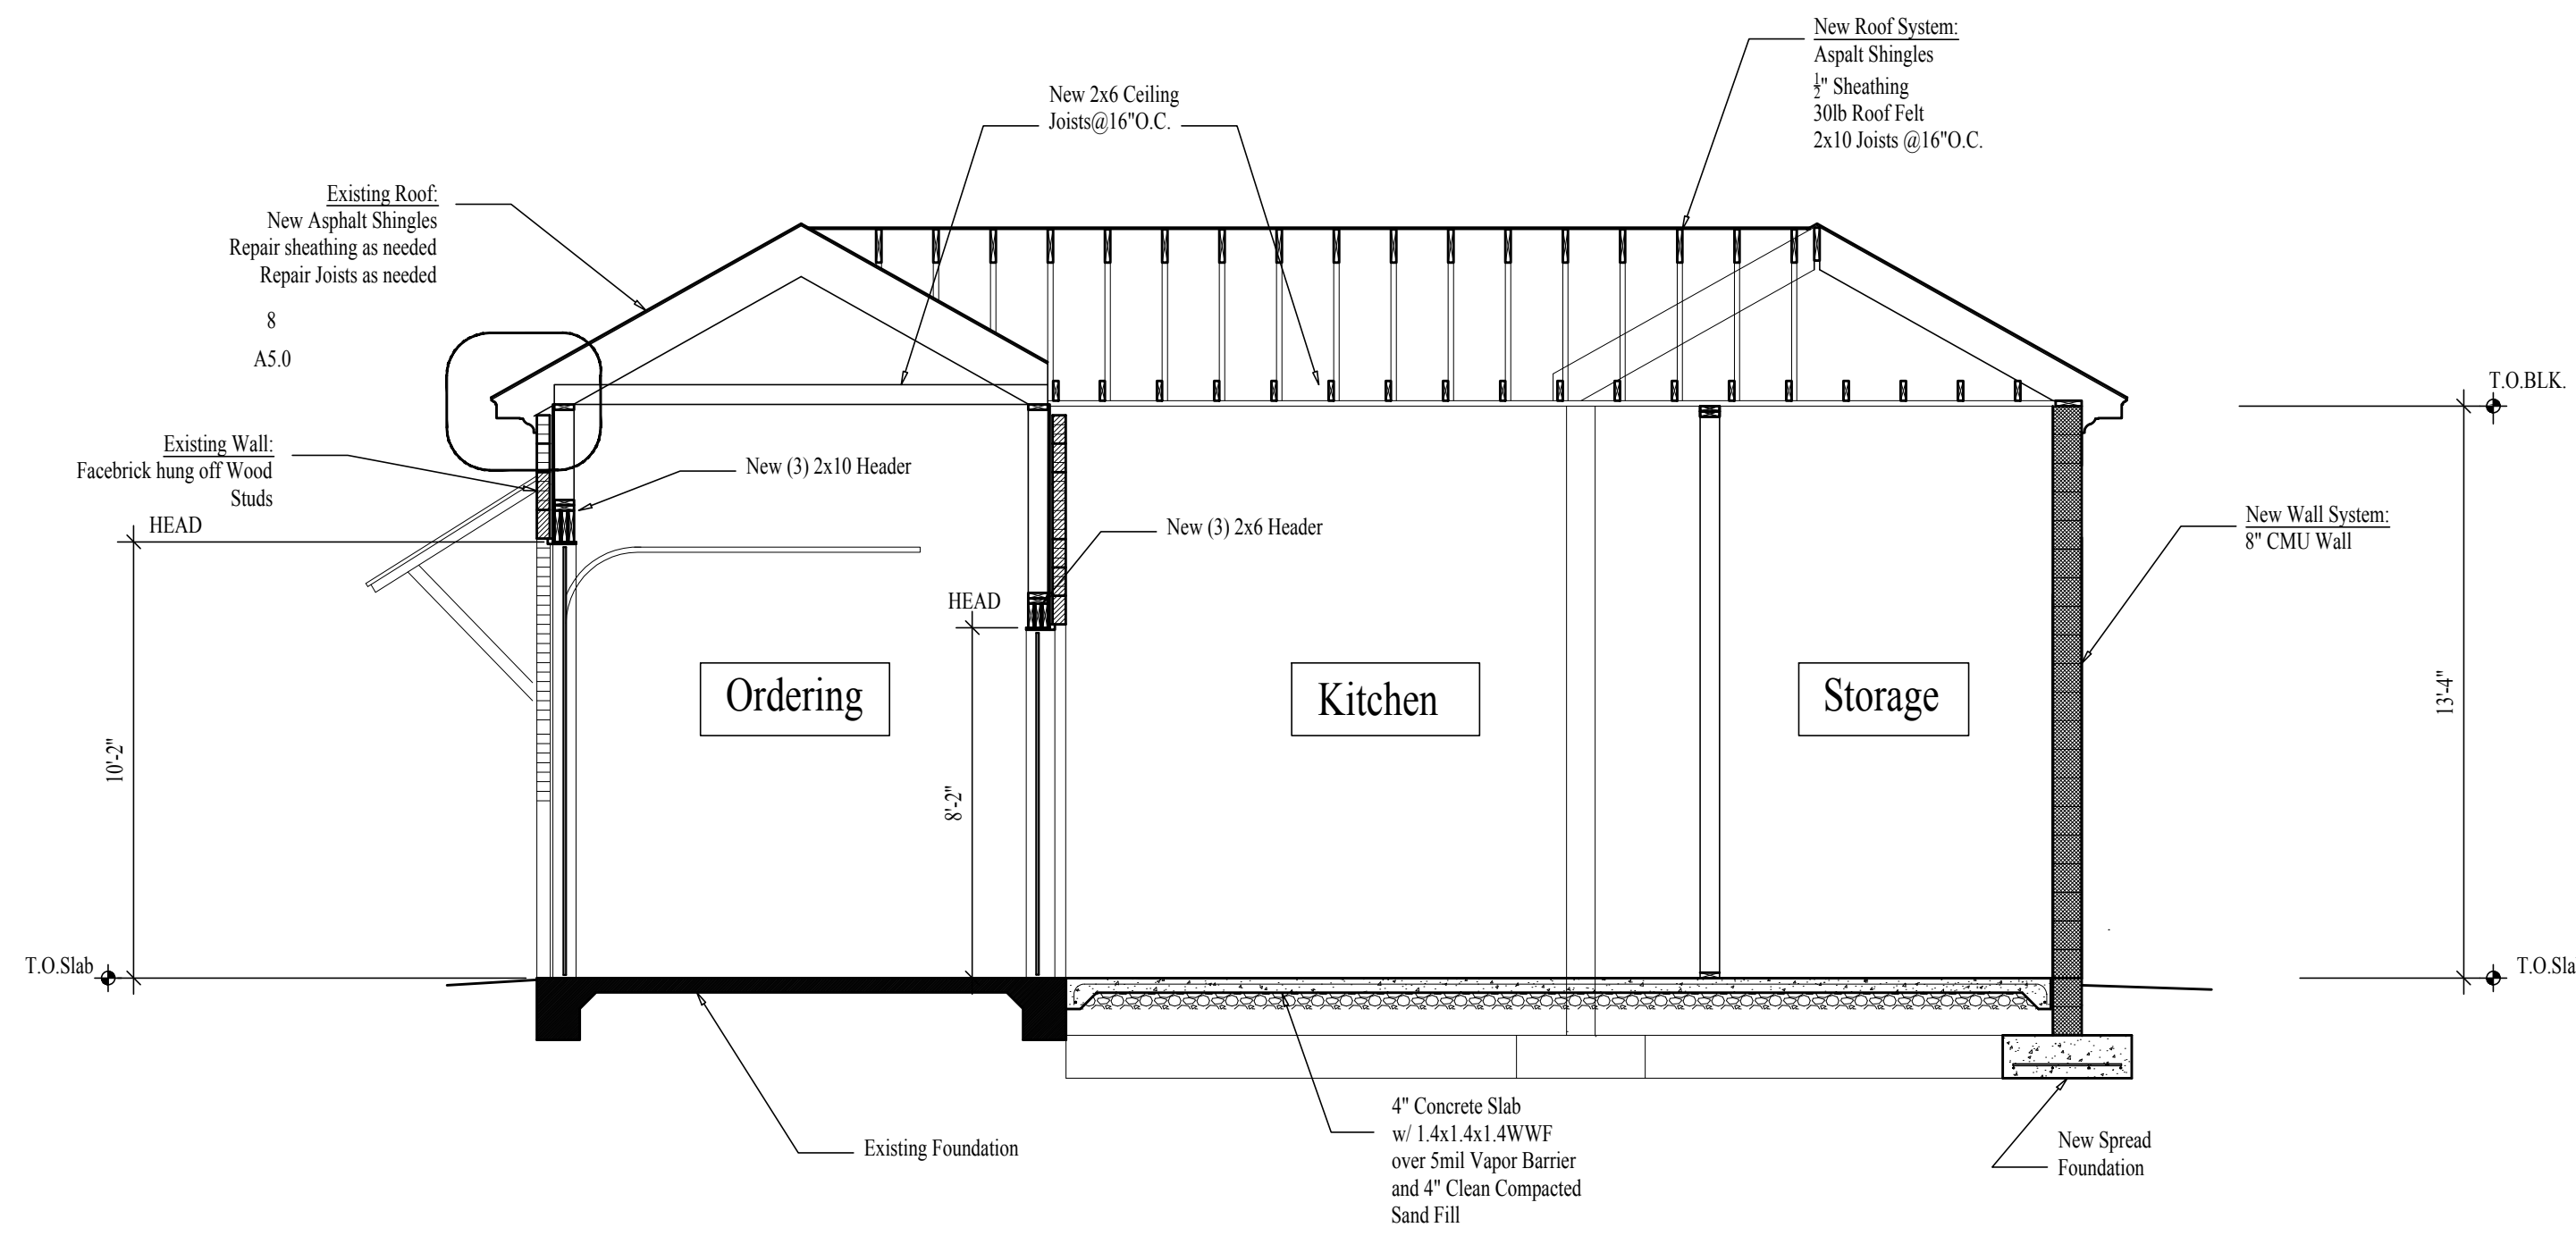 New Roof System:
Aspalt Shingles
½" Sheathing
30lb Roof Felt
2x10 Joists @16"O.C.
New 2x6 Ceiling
Joists@16"O.C.
Existing Roof:
New Asphalt Shingles
Repair sheathing as needed
Repair Joists as needed
8
A5.0
Existing Wall:
Facebrick hung off Wood
Studs
HEAD
New (3) 2x10 Header
New (3) 2x6 Header
HEAD
T.O.BLK.
New Wall System:
8" CMU Wall
Ordering
Kitchen
Storage
10'-2"
8'-2"
13'-4"
T.O.Slab
T.O.Sla
Existing Foundation
4" Concrete Slab
w/ 1.4x1.4x1.4WWF
over 5mil Vapor Barrier
and 4" Clean Compacted
Sand Fill
New Spread
Foundation